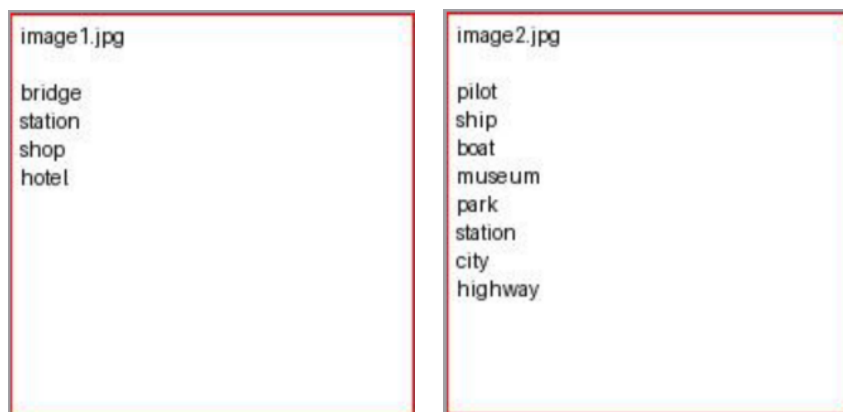 image1.jpg
bridge
station
shop
hotel
image2.jpg
pilot
ship
boat
museum
park
station
city
highway